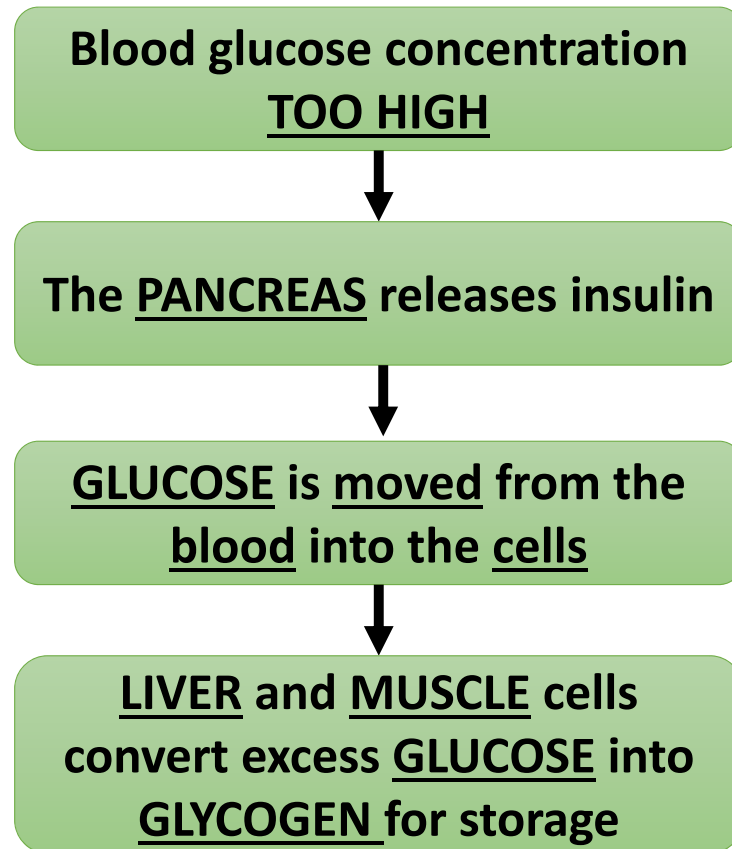 Blood glucose concentration
TOO HIGH
The PANCREAS releases insulin
GLUCOSE is moved from the
blood into the cells
LIVER and MUSCLE cells
convert excess GLUCOSE into
GLYCOGEN for storage